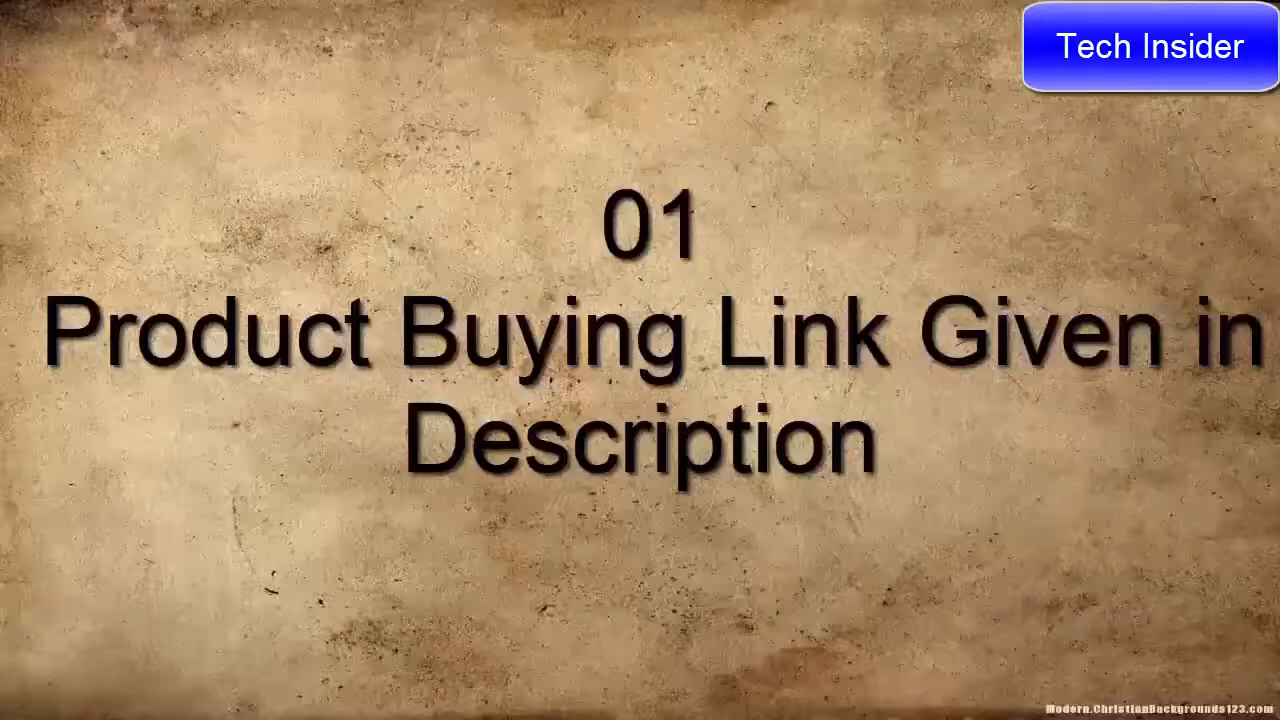 Tech Insider
01
Product Buying Link Given in
Description
Modern.ChristianBackgrounds123.com